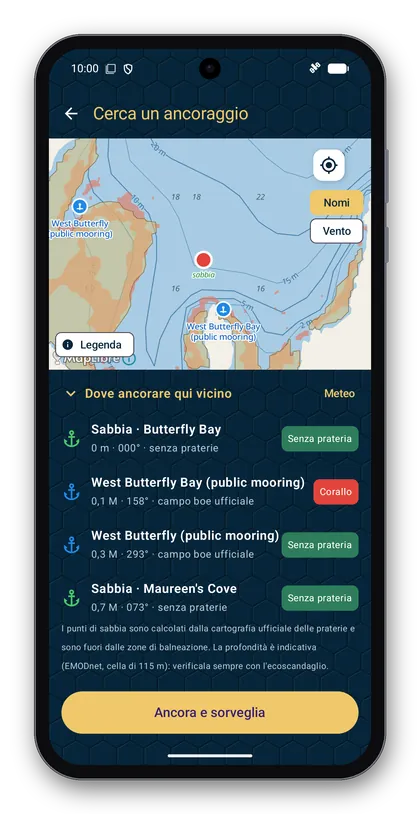 10:00
Cerca un ancoraggio
20 m
10 m
18
18
22
Nomi
Vento
West Butterfly
(public mooring)
sabbia
15 m
16
16
5 m
2 m
West Butterfly Bay
(public mooring)
Legenda
MapLibre
Dove ancorare qui vicino
Meteo
Sabbia · Butterfly Bay
0 m · 000° · senza praterie
Senza prateria
West Butterfly Bay (public mooring)
0,1 M · 158° · campo boe ufficiale
Corallo
West Butterfly (public mooring)
0,3 M · 293° · campo boe ufficiale
Senza prateria
Sabbia · Maureen's Cove
0,7 M · 073° · senza praterie
Senza prateria
I punti di sabbia sono calcolati dalla cartografia ufficiale delle praterie e
sono fuori dalle zone di balneazione. La profondità è indicativa
(EMODnet, cella di 115 m): verificala sempre con l'ecoscandaglio.
Ancora e sorveglia